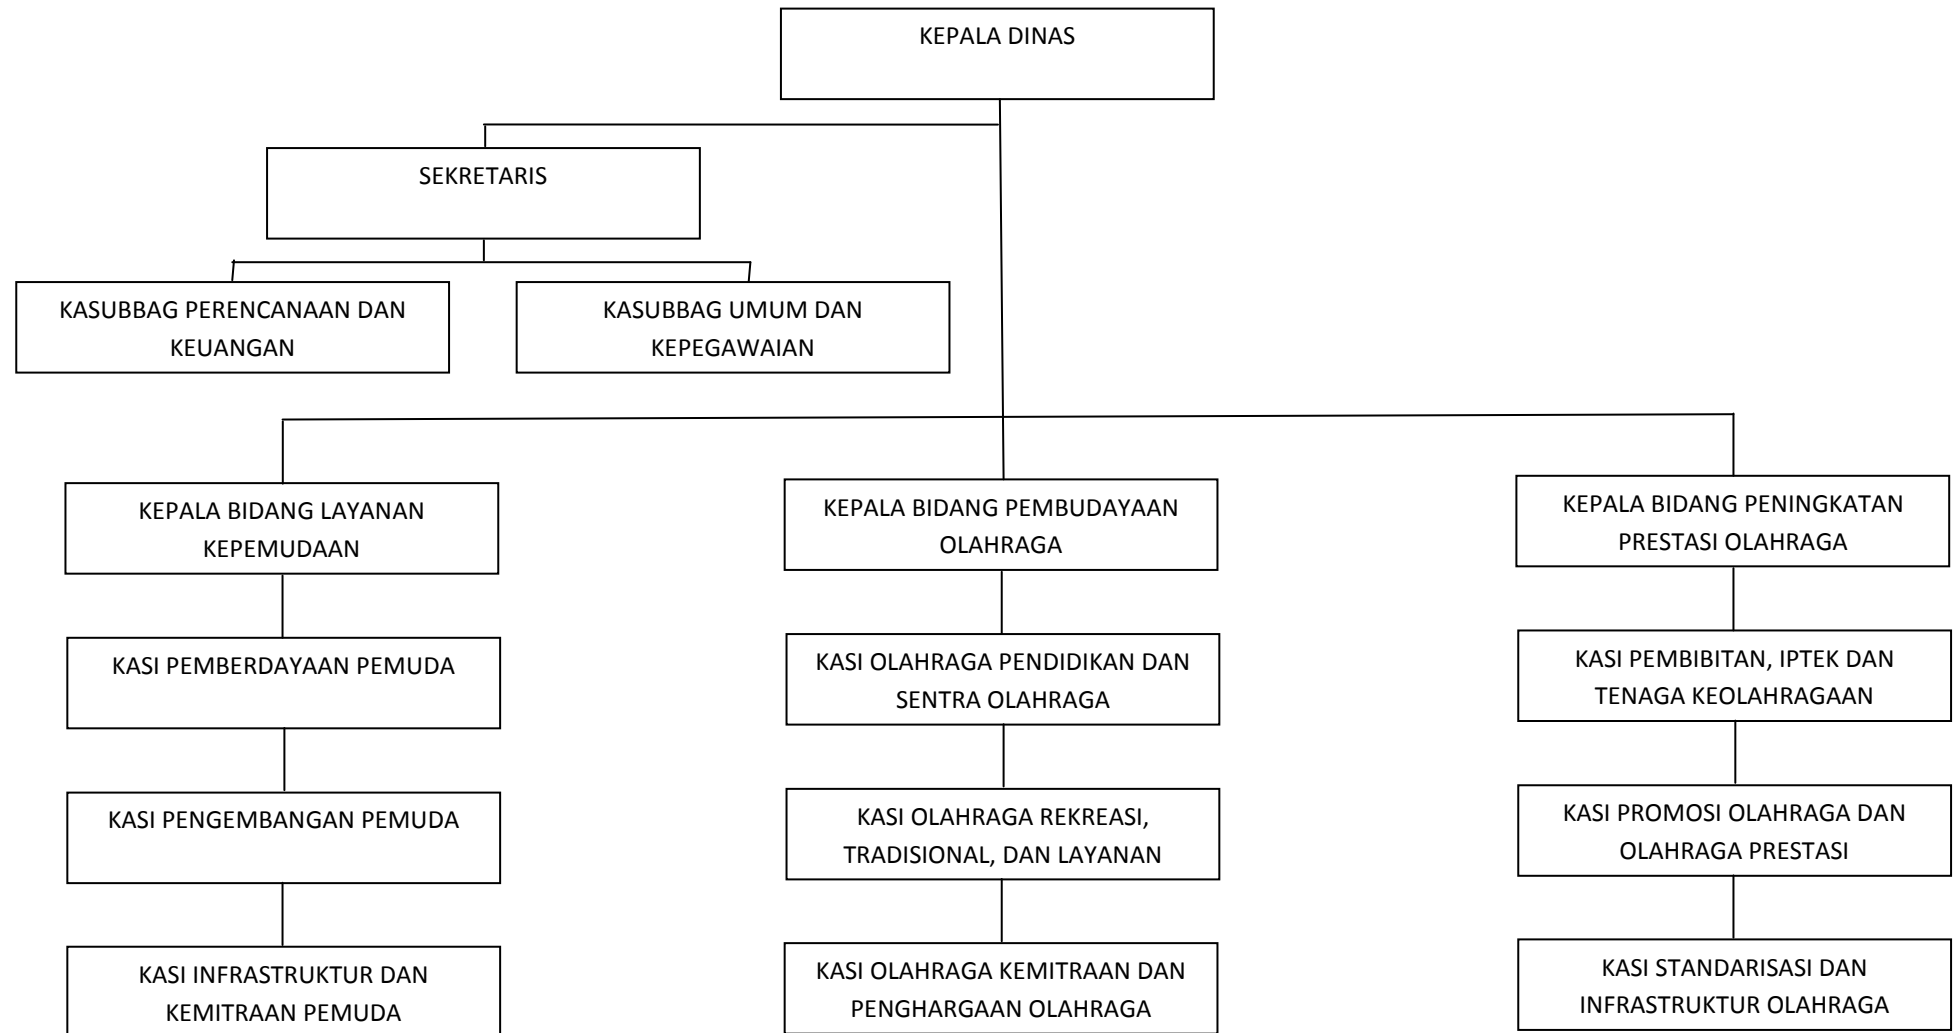 KEPALA DINAS
SEKRETARIS
KASUBBAG PERENCANAAN DAN
KEUANGAN
KASUBBAG UMUM DAN
KEPEGAWAIAN
KEPALA BIDANG LAYANAN
KEPEMUDAAN
KEPALA BIDANG PEMBUDAYAAN
OLAHRAGA
KEPALA BIDANG PENINGKATAN
PRESTASI OLAHRAGA
KASI PEMBERDAYAAN PEMUDA
KASI OLAHRAGA PENDIDIKAN DAN
SENTRA OLAHRAGA
KASI PEMBIBITAN, IPTEK DAN
TENAGA KEOLAHRAGAAN
KASI PENGEMBANGAN PEMUDA
KASI OLAHRAGA REKREASI,
TRADISIONAL, DAN LAYANAN
KASI PROMOSI OLAHRAGA DAN
OLAHRAGA PRESTASI
KASI INFRASTRUKTUR DAN
KEMITRAAN PEMUDA
KASI OLAHRAGA KEMITRAAN DAN
PENGHARGAAN OLAHRAGA
KASI STANDARISASI DAN
INFRASTRUKTUR OLAHRAGA